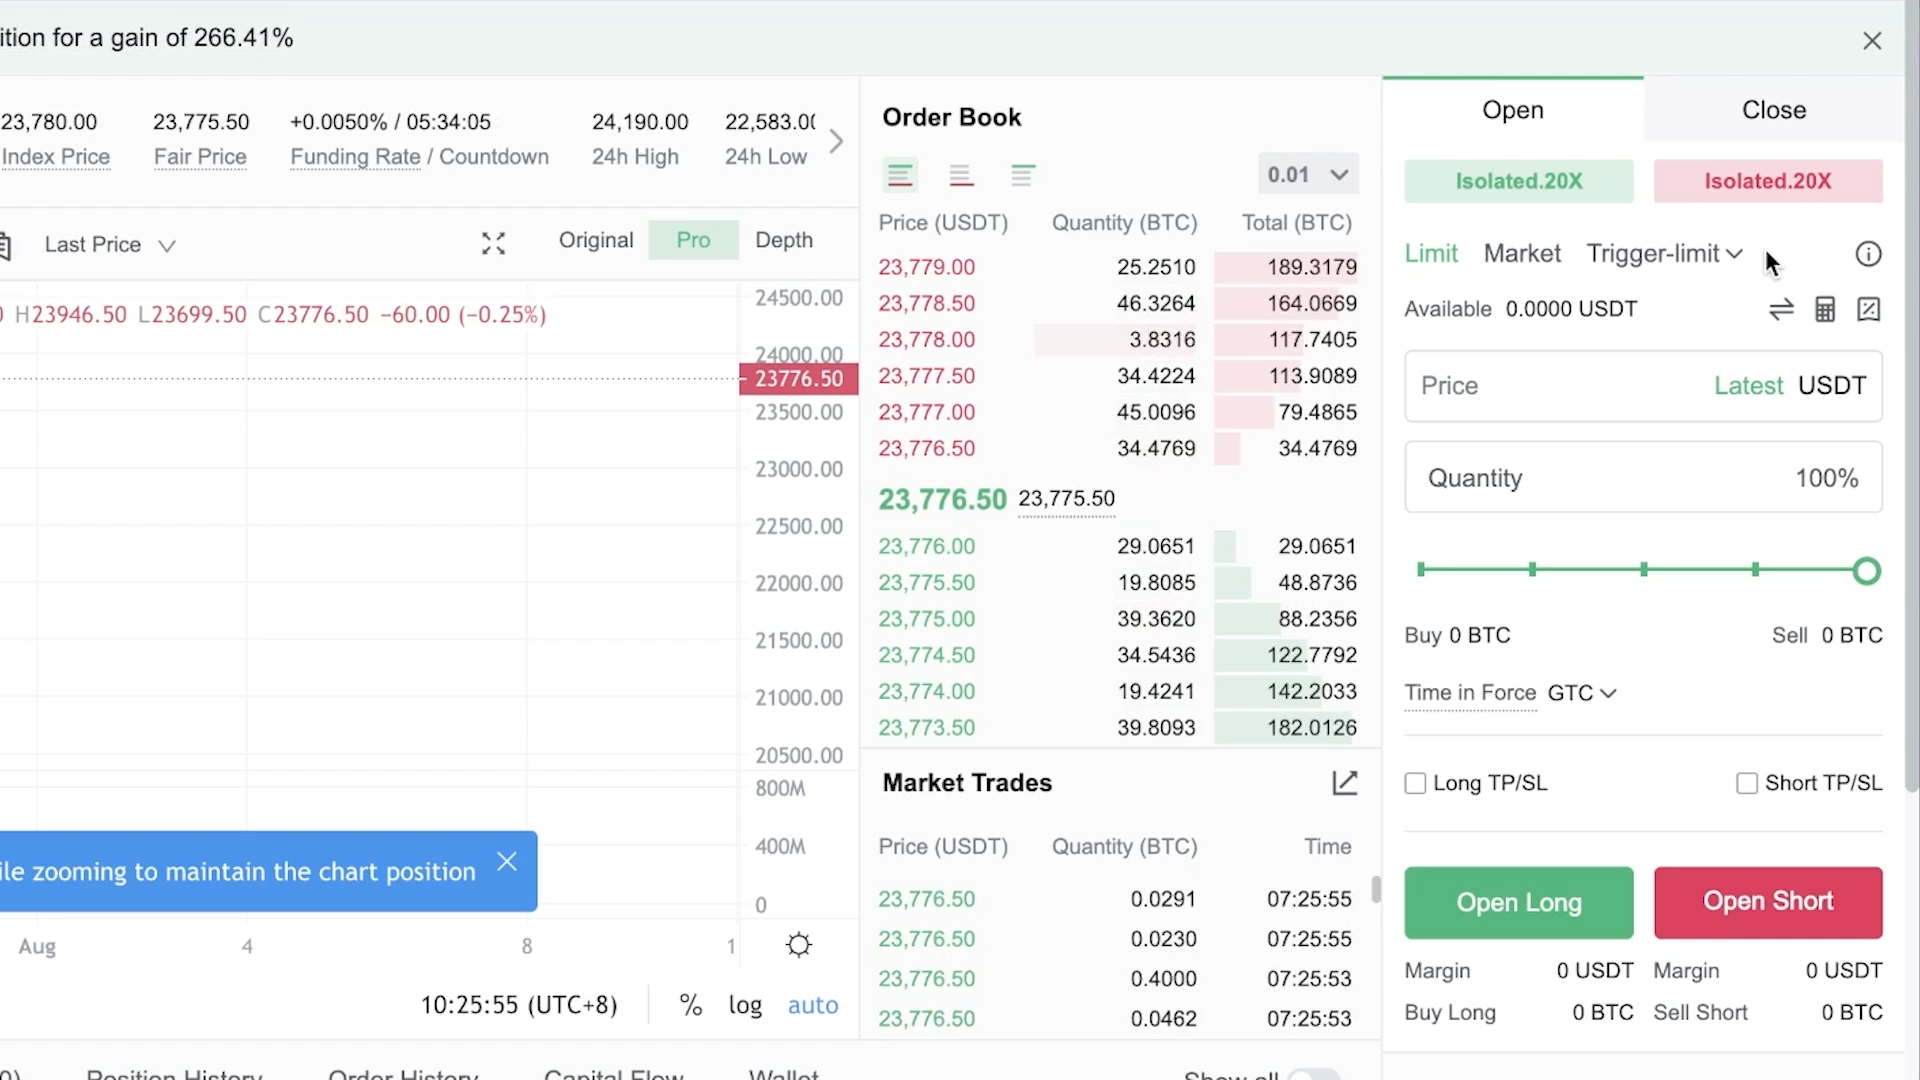 ition for a gain of 266.41%
23,780.00 23,775.50 +0.0050% / 05:34:05 24,190.00
Index Price Fair Price Funding Rate / Countdown 24h High 24h Low
Last Price Original Pro Depth
H23946.50 L23699.50 C23776.50 −60.00 (−0.25%)
24500.00
24000.00
23776.50
23500.00
23000.00
22500.00
22000.00
21500.00
21000.00
20500.00
800M
400M
0
ile zooming to maintain the chart position
Aug 4 8 1
10:25:55 (UTC+8) % log auto
Order Book
0.01
Price (USDT) Quantity (BTC) Total (BTC)
23,779.00 25.2510 189.3179
23,778.50 46.3264 164.0669
23,778.00 3.8316 117.7405
23,777.50 34.4224 113.9089
23,777.00 45.0096 79.4865
23,776.50 34.4769 34.4769
23,776.50 23,775.50
23,776.00 29.0651 29.0651
23,775.50 19.8085 48.8736
23,775.00 39.3620 88.2356
23,774.50 34.5436 122.7792
23,774.00 19.4241 142.2033
23,773.50 39.8093 182.0126
Market Trades
Price (USDT) Quantity (BTC) Time
23,776.50 0.0291 07:25:55
23,776.50 0.0230 07:25:55
23,776.50 0.4000 07:25:53
23,776.50 0.0462 07:25:53
Open Close
Isolated.20X Isolated.20X
Limit Market Trigger-limit
Available 0.0000 USDT
Price Latest USDT
Quantity 100%
Buy 0 BTC Sell 0 BTC
Time in Force GTC
Long TP/SL Short TP/SL
Open Long Open Short
Margin 0 USDT Margin 0 USDT
Buy Long 0 BTC Sell Short 0 BTC
Position History Order History Capital Flow Wallet Show all